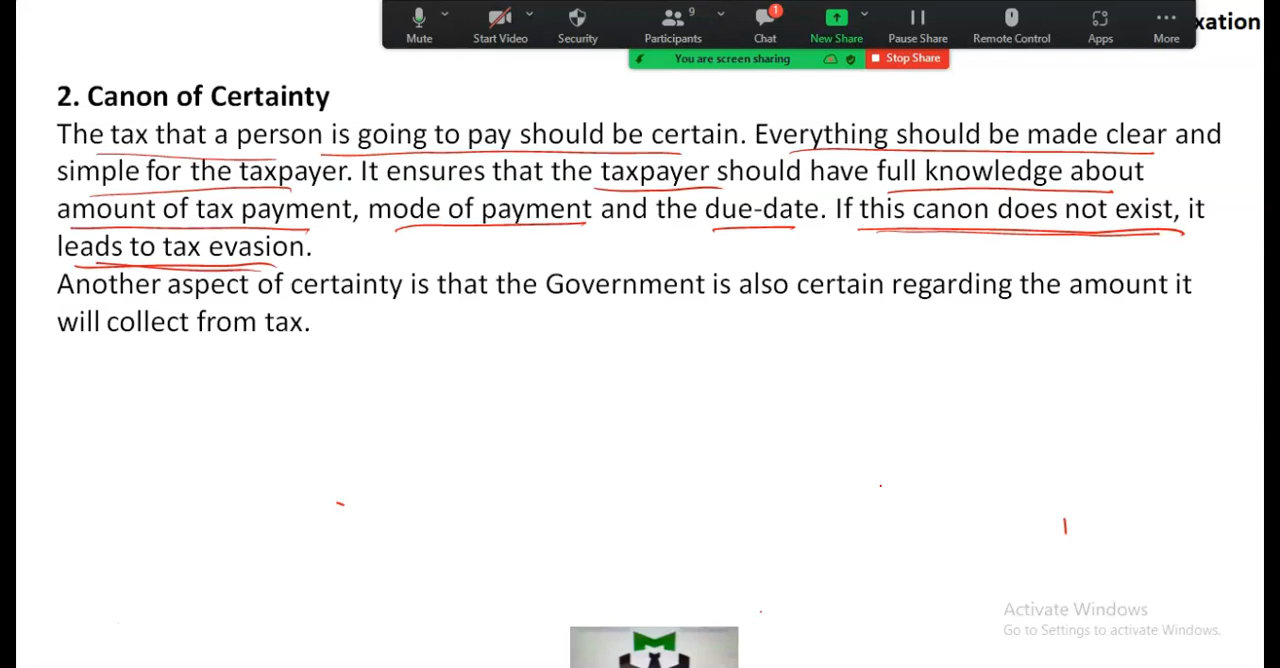 9
1
xation
Mute
Start Video
Security
Participants
Chat
New Share
Pause Share
Remote Control
Apps
More
You are screen sharing
Stop Share
2. Canon of Certainty
The tax that a person is going to pay should be certain. Everything should be made clear and
simple for the taxpayer. It ensures that the taxpayer should have full knowledge about
amount of tax payment, mode of payment and the due-date. If this canon does not exist, it
leads to tax evasion.
Another aspect of certainty is that the Government is also certain regarding the amount it
will collect from tax.
Activate Windows
Go to Settings to activate Windows.